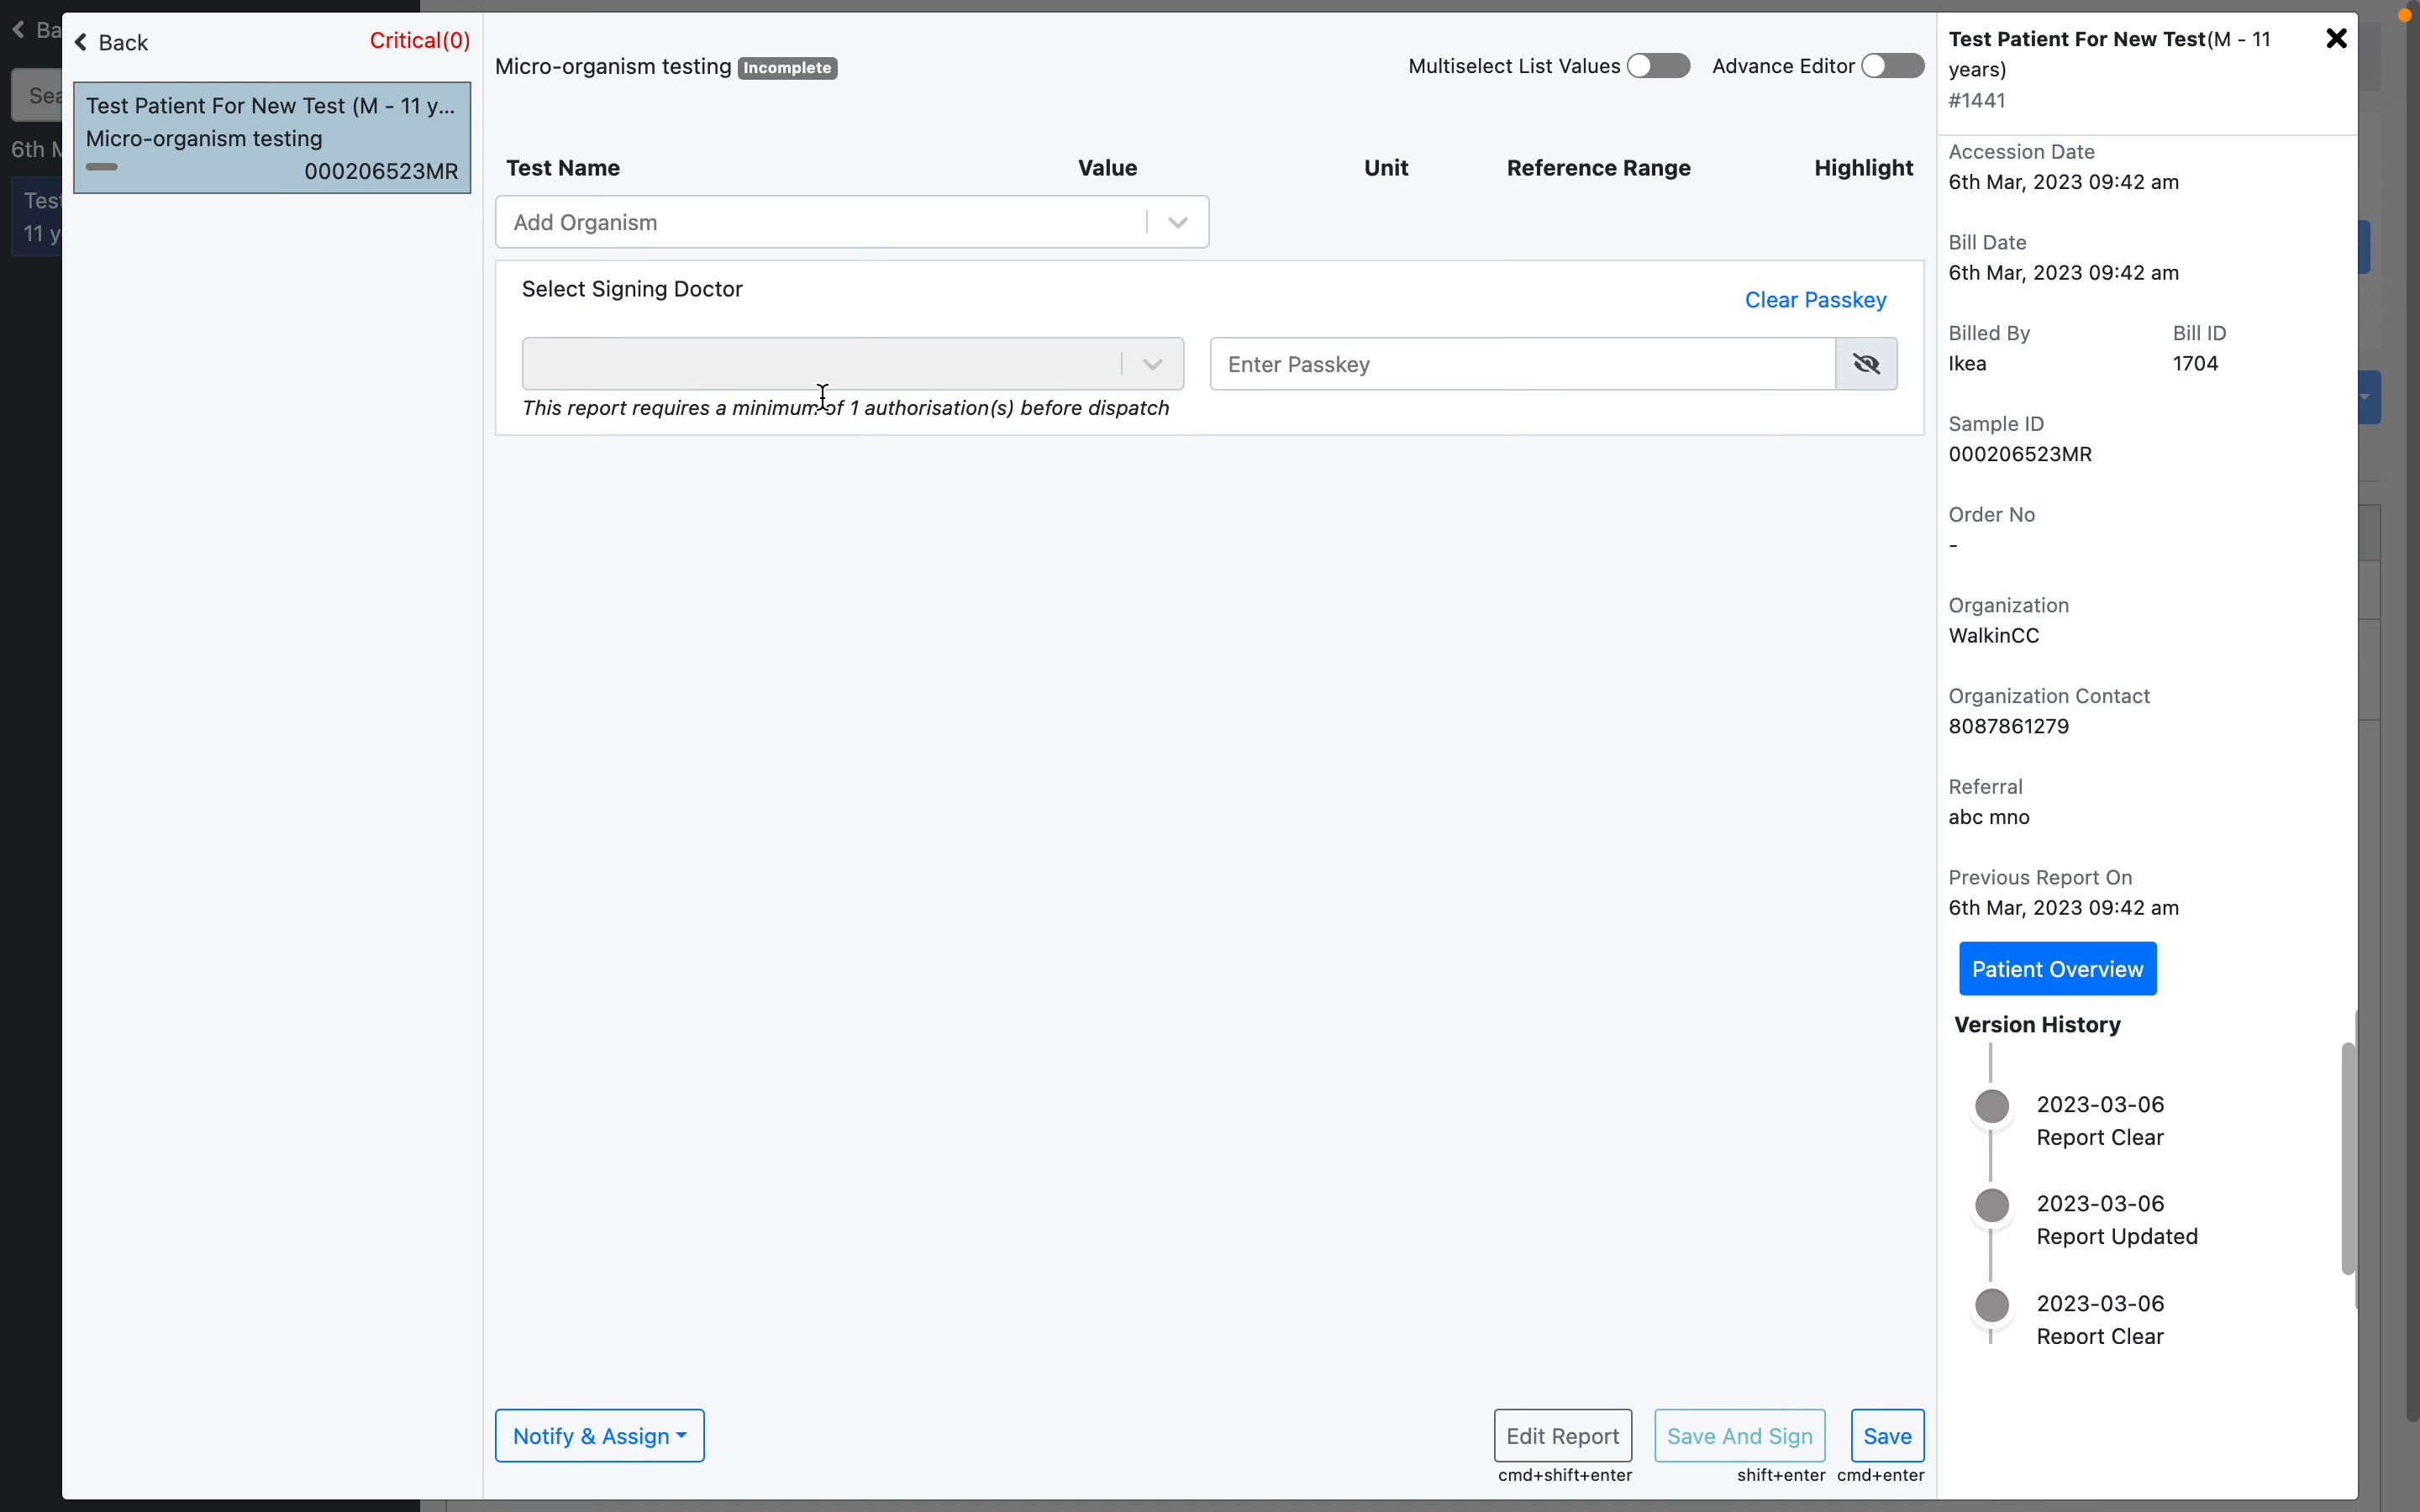 Ba
Sea
6th M
Test
11 y
Back
Critical(0)
Test Patient For New Test (M - 11 y...
Micro-organism testing
000206523MR
Micro-organism testing Incomplete
Multiselect List Values
Advance Editor
Test Name Value Unit Reference Range Highlight
Add Organism
Select Signing Doctor
Clear Passkey
Enter Passkey
This report requires a minimum of 1 authorisation(s) before dispatch
Notify & Assign
Edit Report
cmd+shift+enter
Save And Sign
shift+enter
Save
cmd+enter
Test Patient For New Test(M - 11
years)
#1441
Accession Date
6th Mar, 2023 09:42 am
Bill Date
6th Mar, 2023 09:42 am
Billed By Bill ID
Ikea 1704
Sample ID
000206523MR
Order No
-
Organization
WalkinCC
Organization Contact
8087861279
Referral
abc mno
Previous Report On
6th Mar, 2023 09:42 am
Patient Overview
Version History
2023-03-06
Report Clear
2023-03-06
Report Updated
2023-03-06
Report Clear